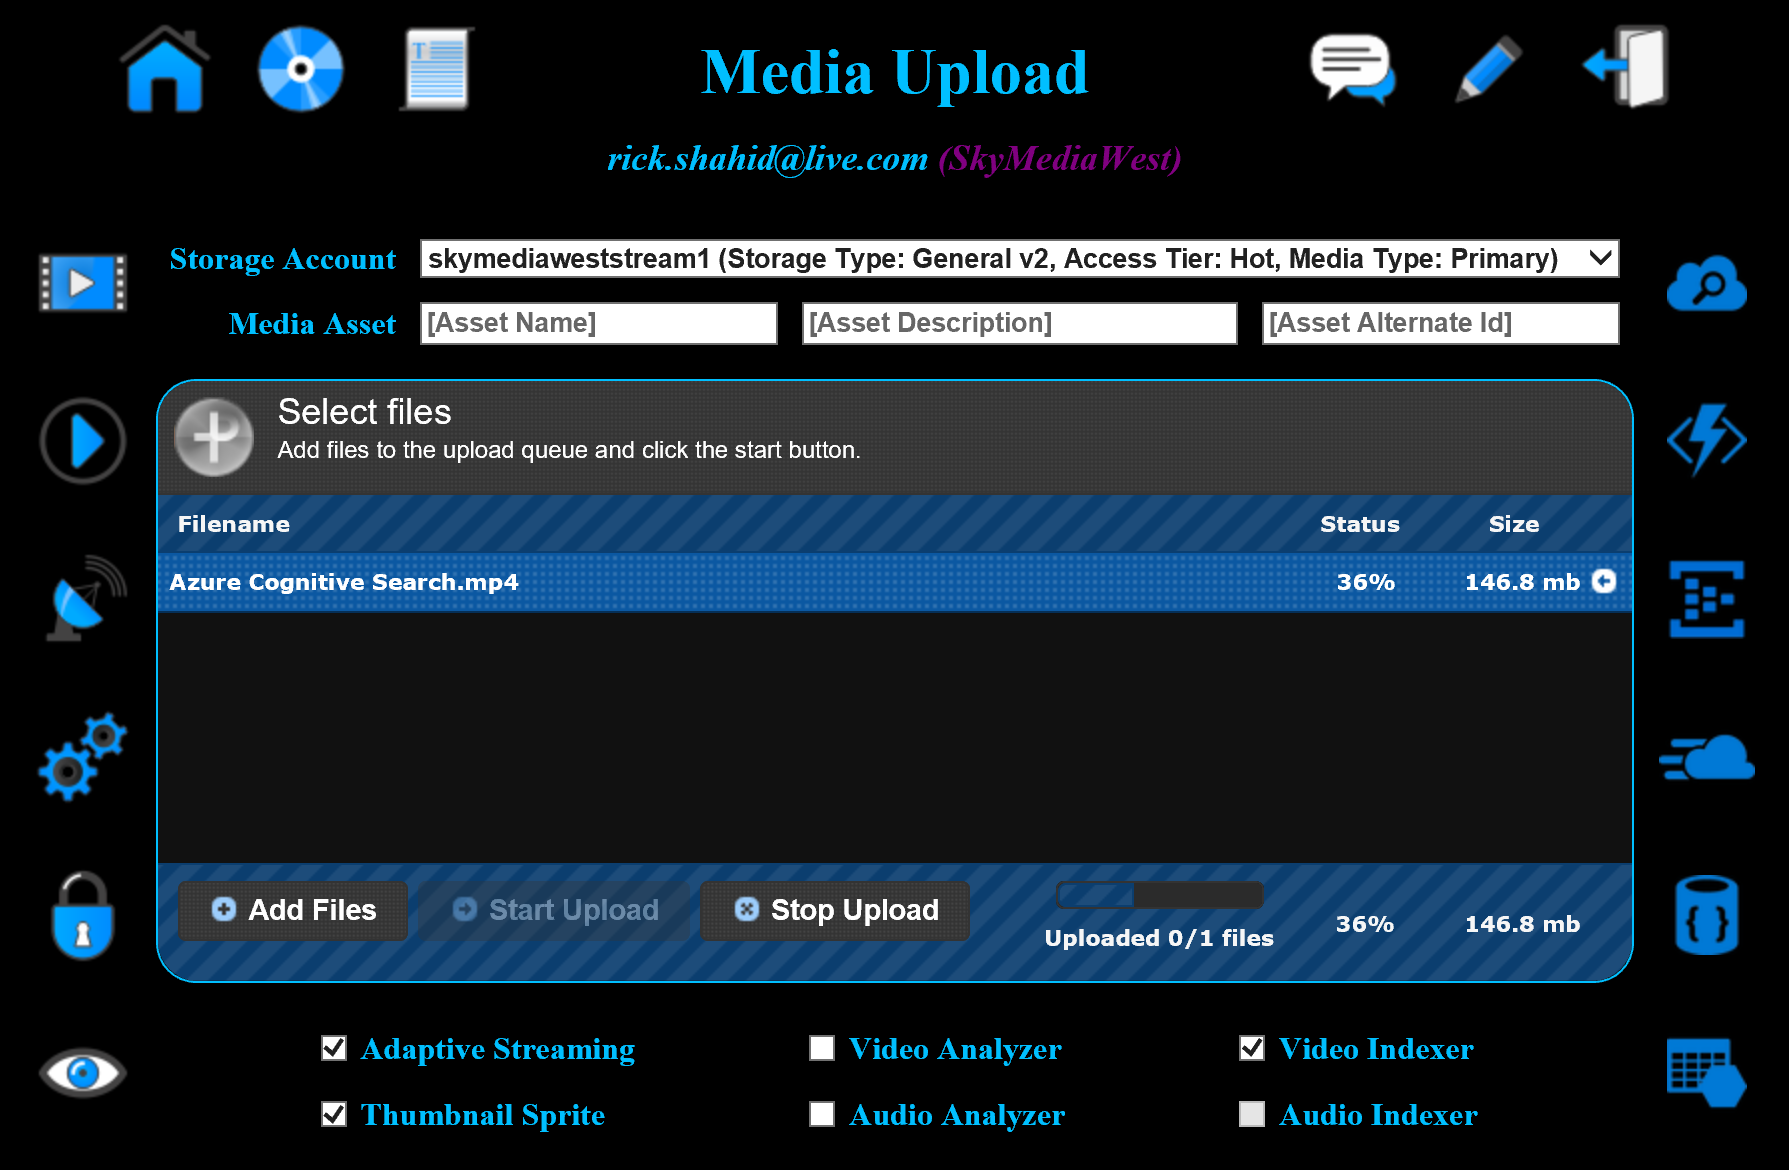 Media Upload
rick.shahid@live.com (SkyMediaWest)
Storage Account skymediaweststream1 (Storage Type: General v2, Access Tier: Hot, Media Type: Primary)
Media Asset [Asset Name] [Asset Description] [Asset Alternate Id]
Select files
Add files to the upload queue and click the start button.
Filename Status Size
Azure Cognitive Search.mp4 36% 146.8 mb
Add Files Start Upload Stop Upload
Uploaded 0/1 files 36% 146.8 mb
Adaptive Streaming Video Analyzer Video Indexer
Thumbnail Sprite Audio Analyzer Audio Indexer